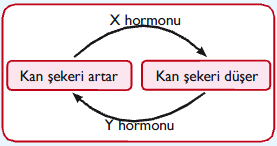 X hormonu
Kan şekeri artar
Kan şekeri düşer
Y hormonu